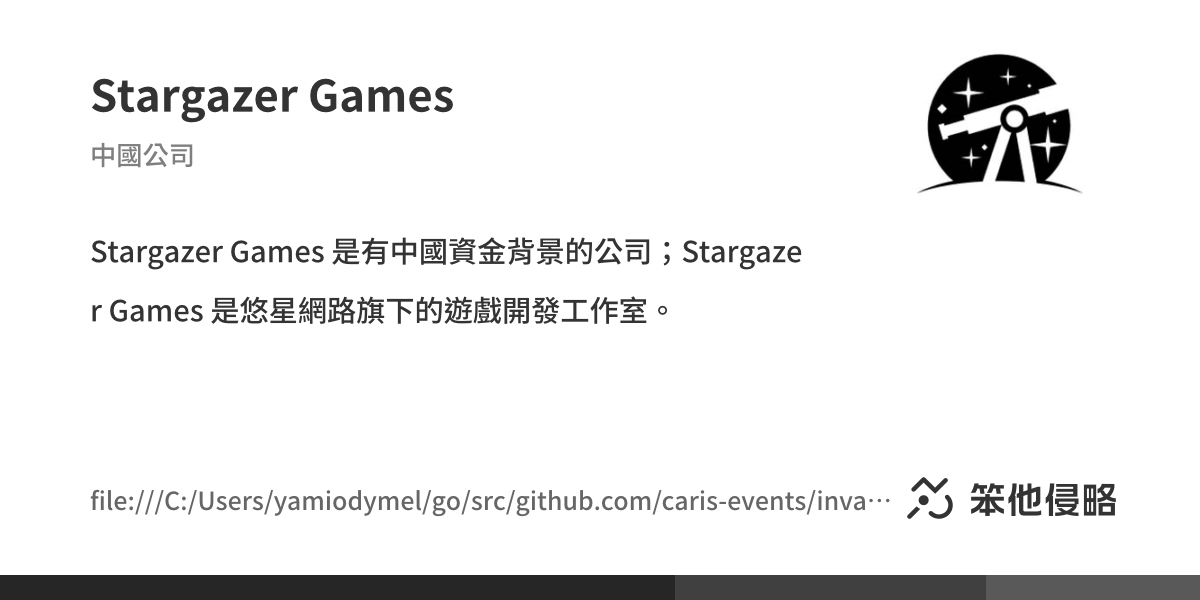 Stargazer Games
中國公司
Stargazer Games 是有中國資金背景的公司；Stargaze
r Games 是悠星網路旗下的遊戲開發工作室。
file:///C:/Users/yamiodymel/go/src/github.com/caris-events/inva⋯
笨他侵略